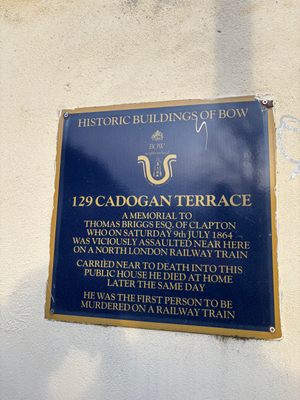 HISTORIC BUILDINGS OF BOW
BOW
129 CADOGAN TERRACE
A MEMORIAL TO
THOMAS BRIGGS ESQ. OF CLAPTON
WHO ON SATURDAY 9th JULY 1864
WAS VICIOUSLY ASSAULTED NEAR HERE
ON A NORTH LONDON RAILWAY TRAIN
CARRIED NEAR TO DEATH INTO THIS
PUBLIC HOUSE HE DIED AT HOME
LATER THE SAME DAY
HE WAS THE FIRST PERSON TO BE
MURDERED ON A RAILWAY TRAIN